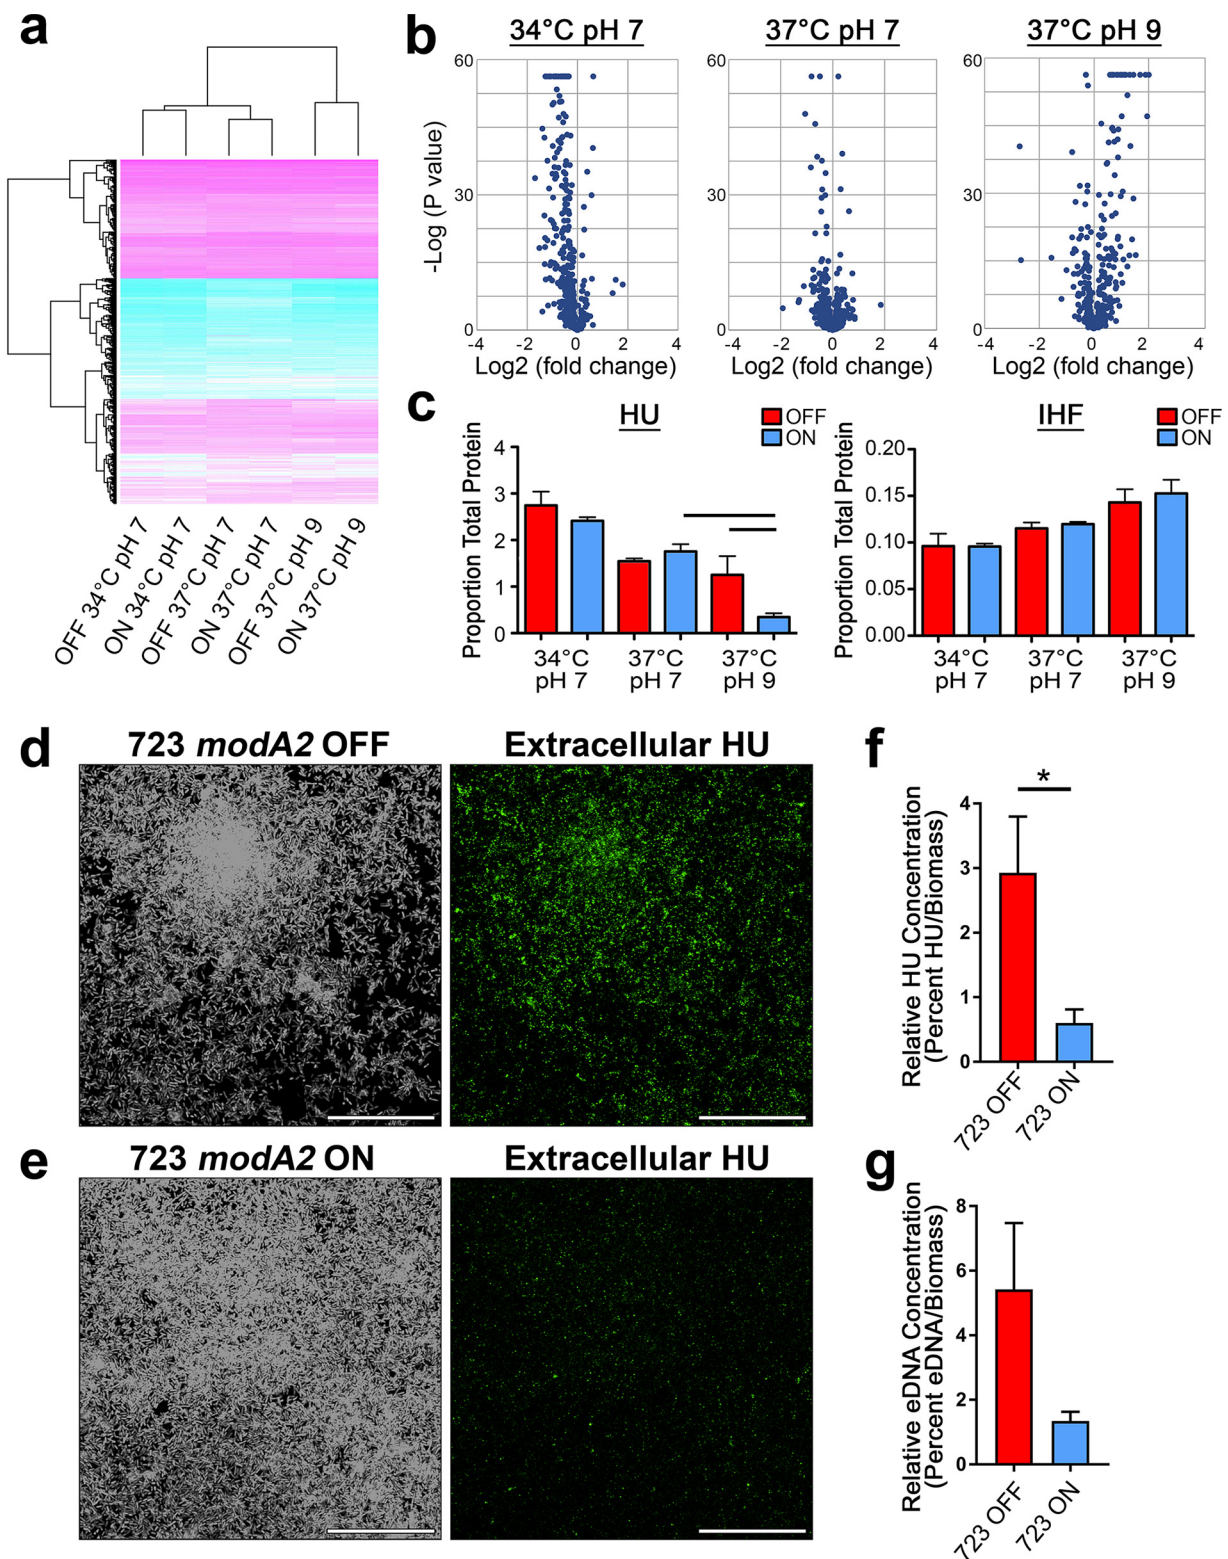 a
OFF 34°C pH 7
ON 34°C pH 7
OFF 37°C pH 7
ON 37°C pH 7
OFF 37°C pH 9
ON 37°C pH 9
b
34°C pH 7
37°C pH 7
37°C pH 9
-Log (P value)
60
30
0
-4 -2 0 2 4
Log2 (fold change)
60
30
0
-4 -2 0 2 4
Log2 (fold change)
60
30
0
-4 -2 0 2 4
Log2 (fold change)
c
HU
OFF
ON
Proportion Total Protein
4
3
2
1
0
34°C
pH 7
37°C
pH 7
37°C
pH 9
IHF
OFF
ON
Proportion Total Protein
0.20
0.15
0.10
0.05
0.00
34°C
pH 7
37°C
pH 7
37°C
pH 9
d
723 modA2 OFF
Extracellular HU
e
723 modA2 ON
Extracellular HU
f
*
Relative HU Concentration
(Percent HU/Biomass)
4
3
2
1
0
723 OFF
723 ON
g
Relative eDNA Concentration
(Percent eDNA/Biomass)
8
6
4
2
0
723 OFF
723 ON